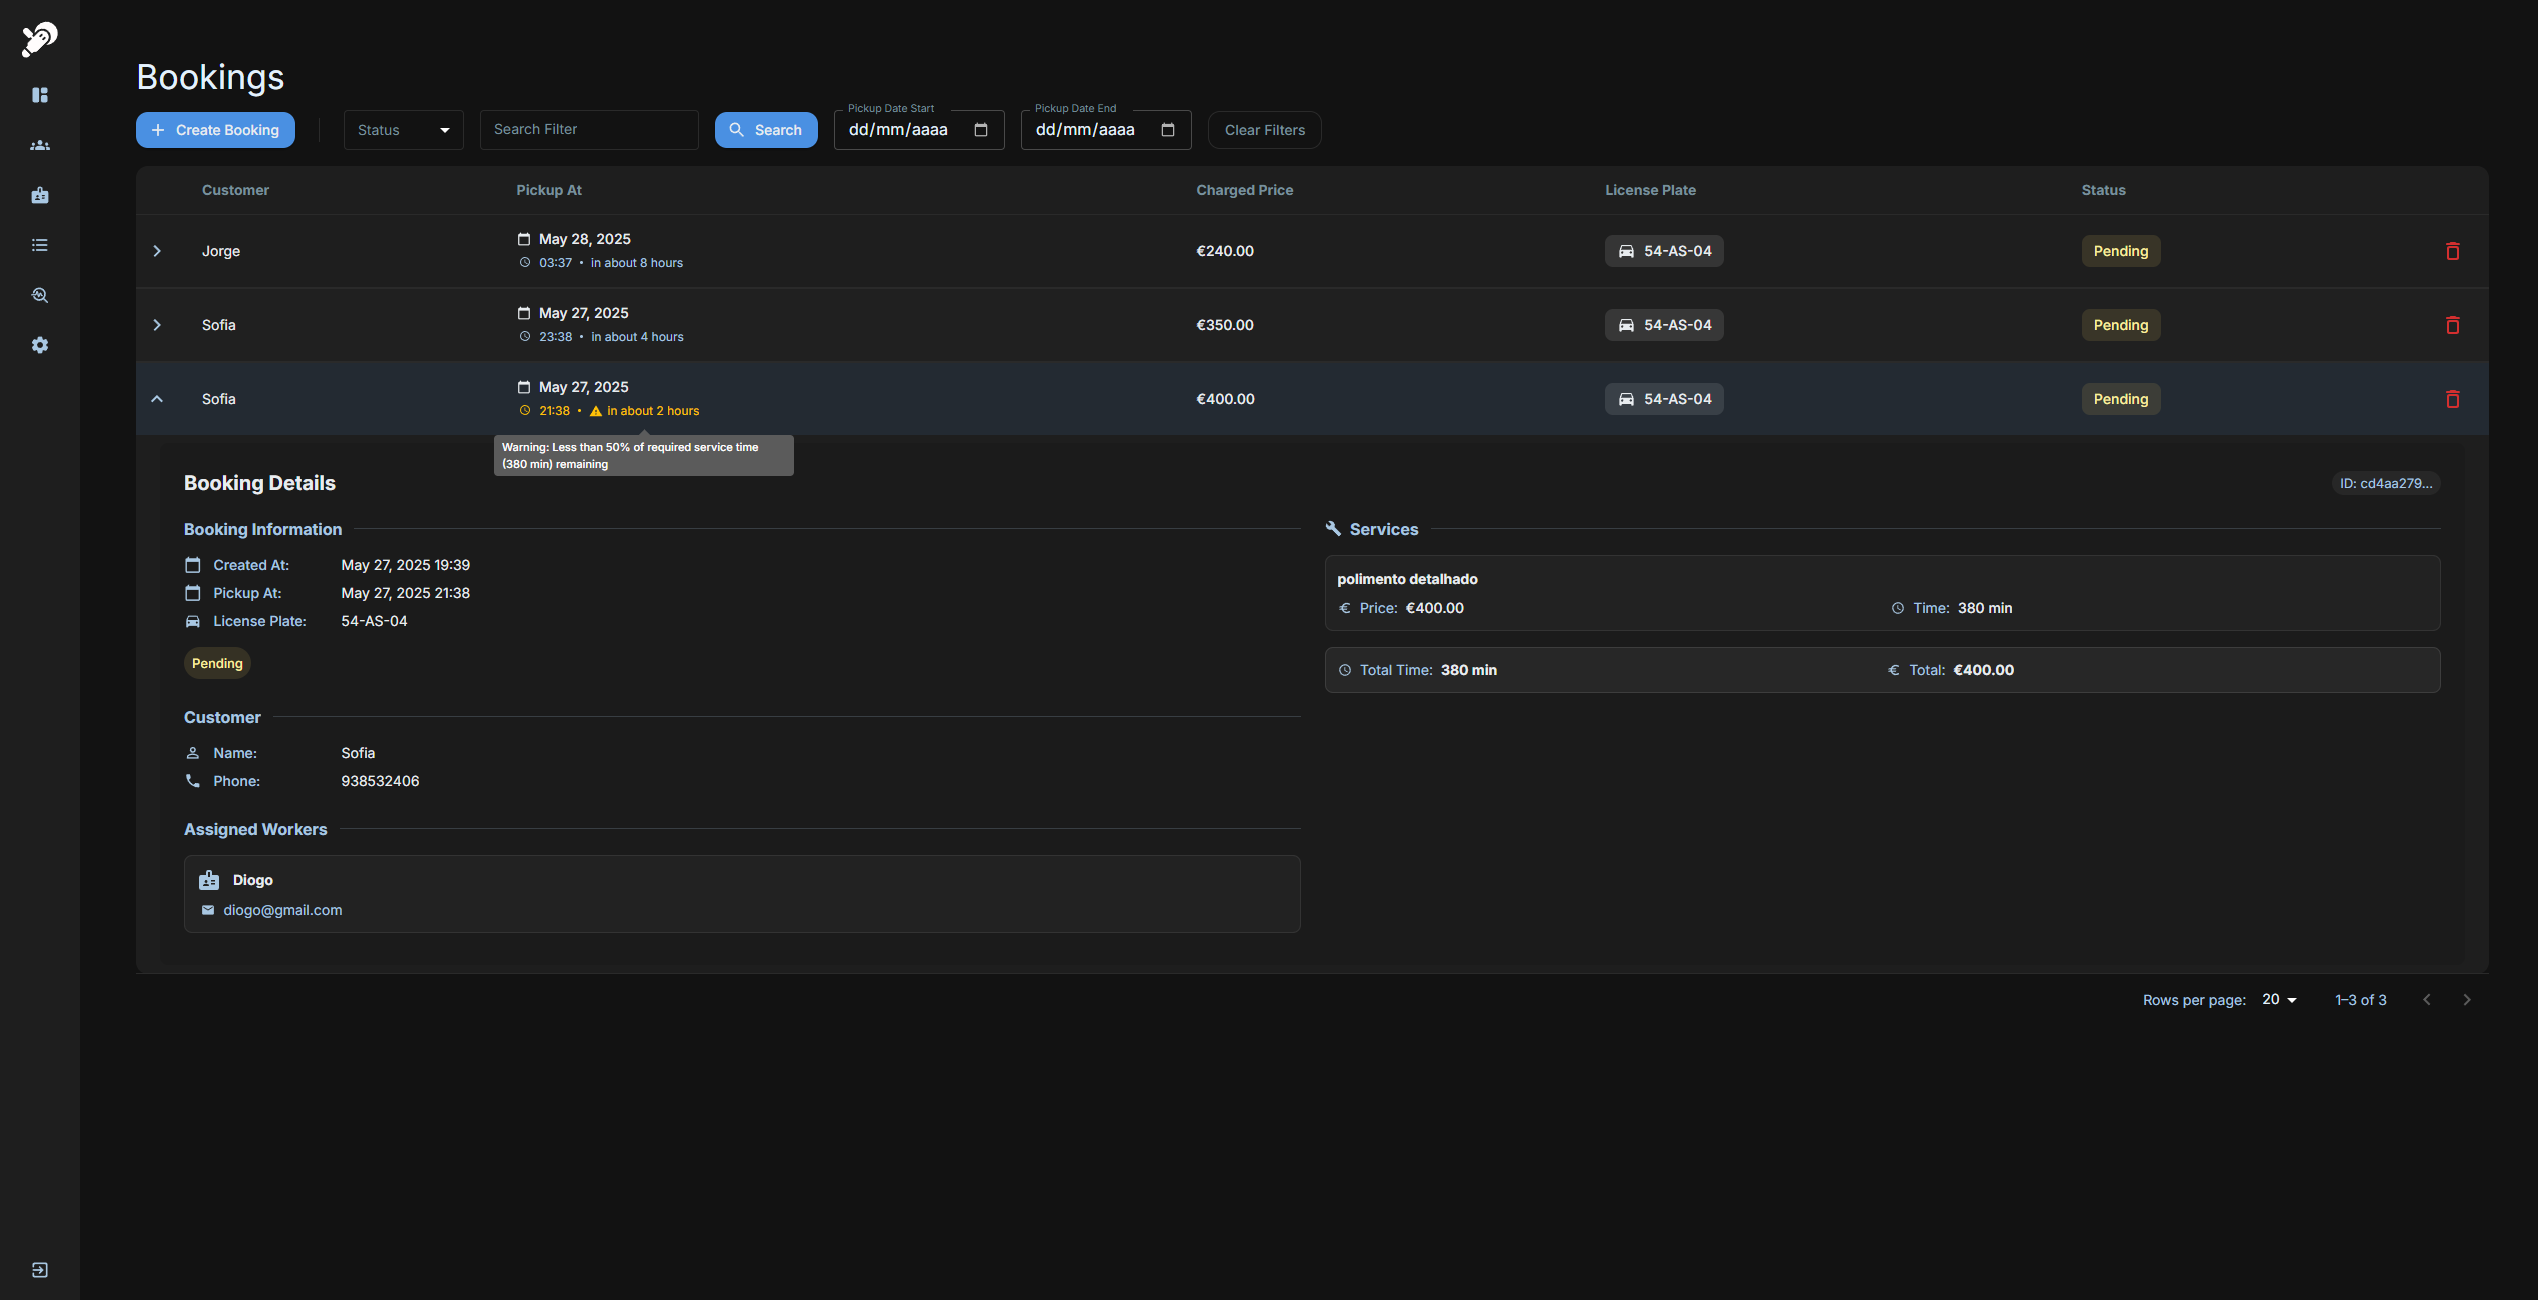 Bookings
Create Booking
Status
Search Filter
Search
Pickup Date Start
dd/mm/aaaa
Pickup Date End
dd/mm/aaaa
Clear Filters
Customer Pickup At Charged Price License Plate Status
Jorge May 28, 2025 €240.00 54-AS-04 Pending
03:37 • in about 8 hours
Sofia May 27, 2025 €350.00 54-AS-04 Pending
23:38 • in about 4 hours
Sofia May 27, 2025 €400.00 54-AS-04 Pending
21:38 • in about 2 hours
Warning: Less than 50% of required service time
(380 min) remaining
Booking Details
ID: cd4aa279...
Booking Information
Created At: May 27, 2025 19:39
Pickup At: May 27, 2025 21:38
License Plate: 54-AS-04
Pending
Customer
Name: Sofia
Phone: 938532406
Assigned Workers
Diogo
diogo@gmail.com
Services
polimento detalhado
Price: €400.00 Time: 380 min
Total Time: 380 min Total: €400.00
Rows per page: 20 1–3 of 3